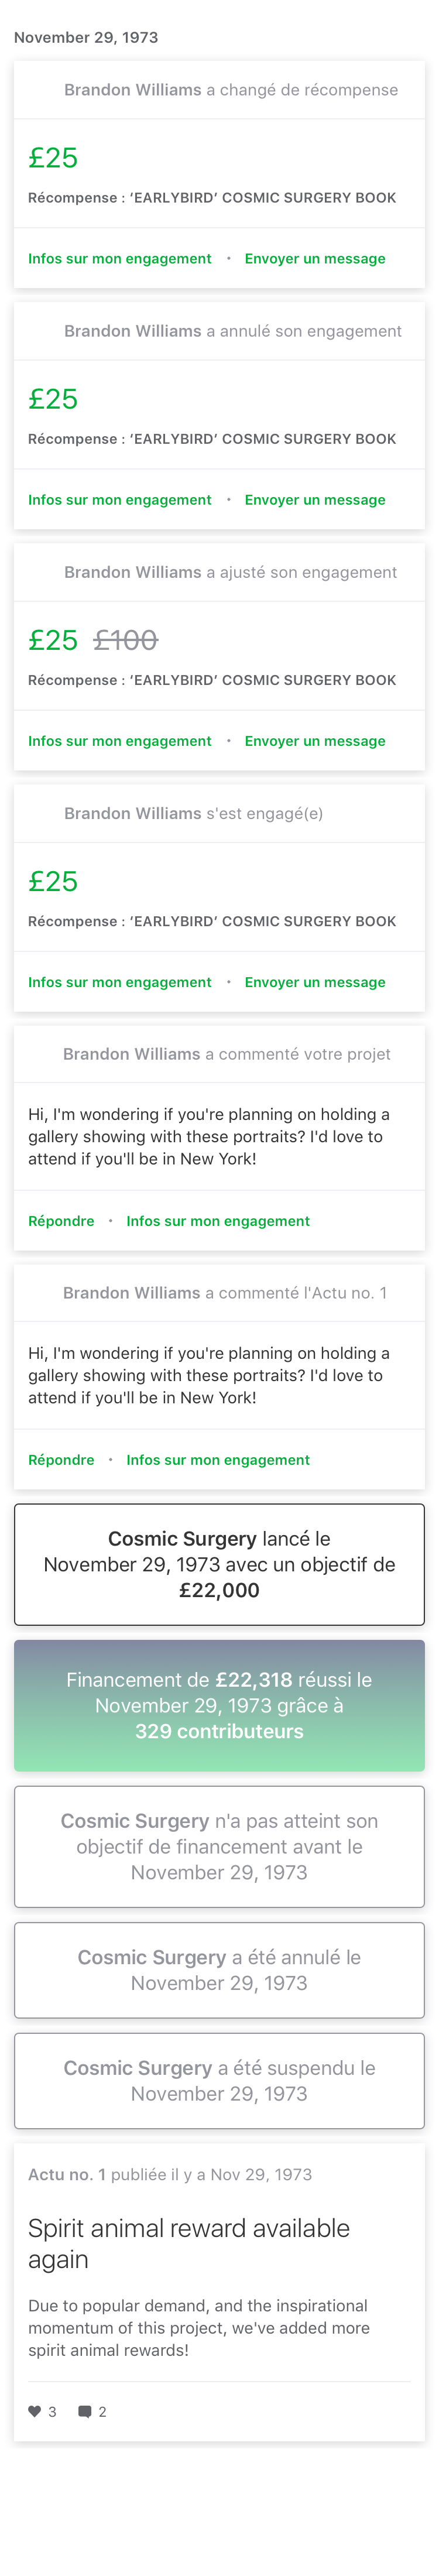 November 29, 1973
Brandon Williams a changé de récompense
£25
Récompense : ‘EARLYBIRD’ COSMIC SURGERY BOOK
Infos sur mon engagement • Envoyer un message
Brandon Williams a annulé son engagement
£25
Récompense : ‘EARLYBIRD’ COSMIC SURGERY BOOK
Infos sur mon engagement • Envoyer un message
Brandon Williams a ajusté son engagement
£25 £100
Récompense : ‘EARLYBIRD’ COSMIC SURGERY BOOK
Infos sur mon engagement • Envoyer un message
Brandon Williams s'est engagé(e)
£25
Récompense : ‘EARLYBIRD’ COSMIC SURGERY BOOK
Infos sur mon engagement • Envoyer un message
Brandon Williams a commenté votre projet
Hi, I'm wondering if you're planning on holding a
gallery showing with these portraits? I'd love to
attend if you'll be in New York!
Répondre • Infos sur mon engagement
Brandon Williams a commenté l'Actu no. 1
Hi, I'm wondering if you're planning on holding a
gallery showing with these portraits? I'd love to
attend if you'll be in New York!
Répondre • Infos sur mon engagement
Cosmic Surgery lancé le
November 29, 1973 avec un objectif de
£22,000
Financement de £22,318 réussi le
November 29, 1973 grâce à
329 contributeurs
Cosmic Surgery n'a pas atteint son
objectif de financement avant le
November 29, 1973
Cosmic Surgery a été annulé le
November 29, 1973
Cosmic Surgery a été suspendu le
November 29, 1973
Actu no. 1 publiée il y a Nov 29, 1973
Spirit animal reward available
again
Due to popular demand, and the inspirational
momentum of this project, we've added more
spirit animal rewards!
3 2